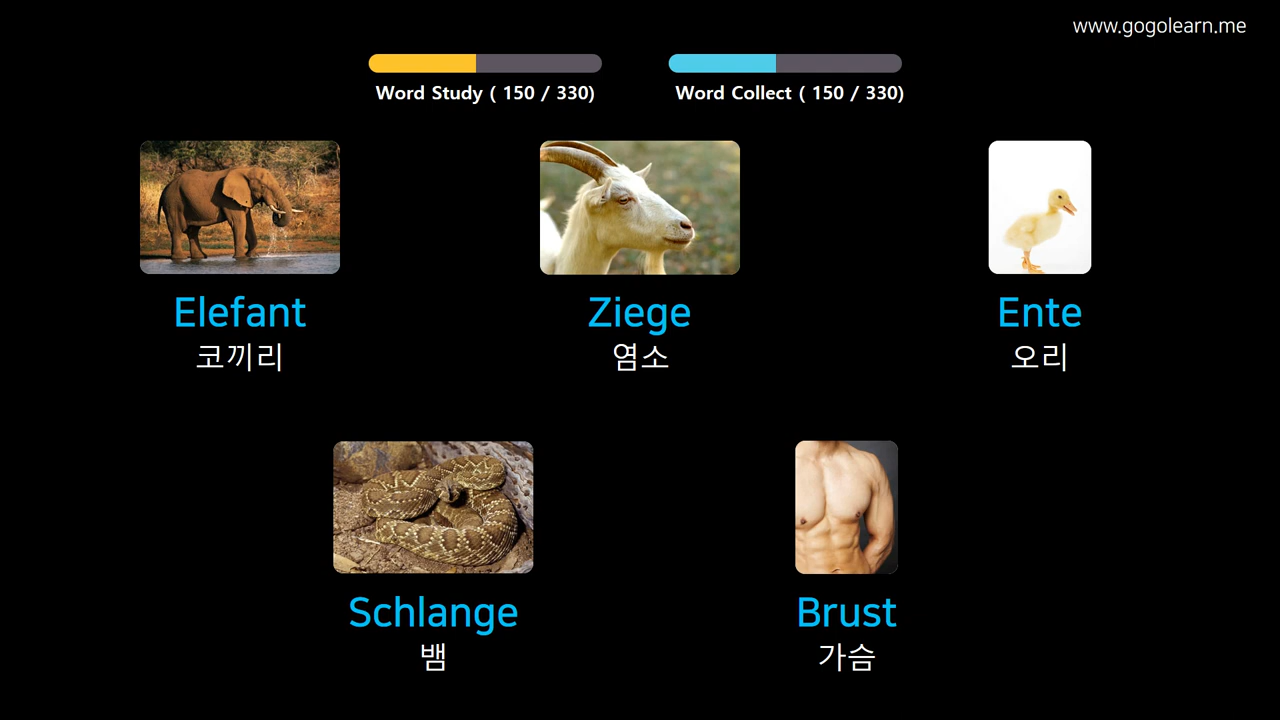 www.gogolearn.me
Word Study ( 150 / 330)
Word Collect ( 150 / 330)
Elefant
코끼리
Ziege
염소
Ente
오리
Schlange
뱀
Brust
가슴